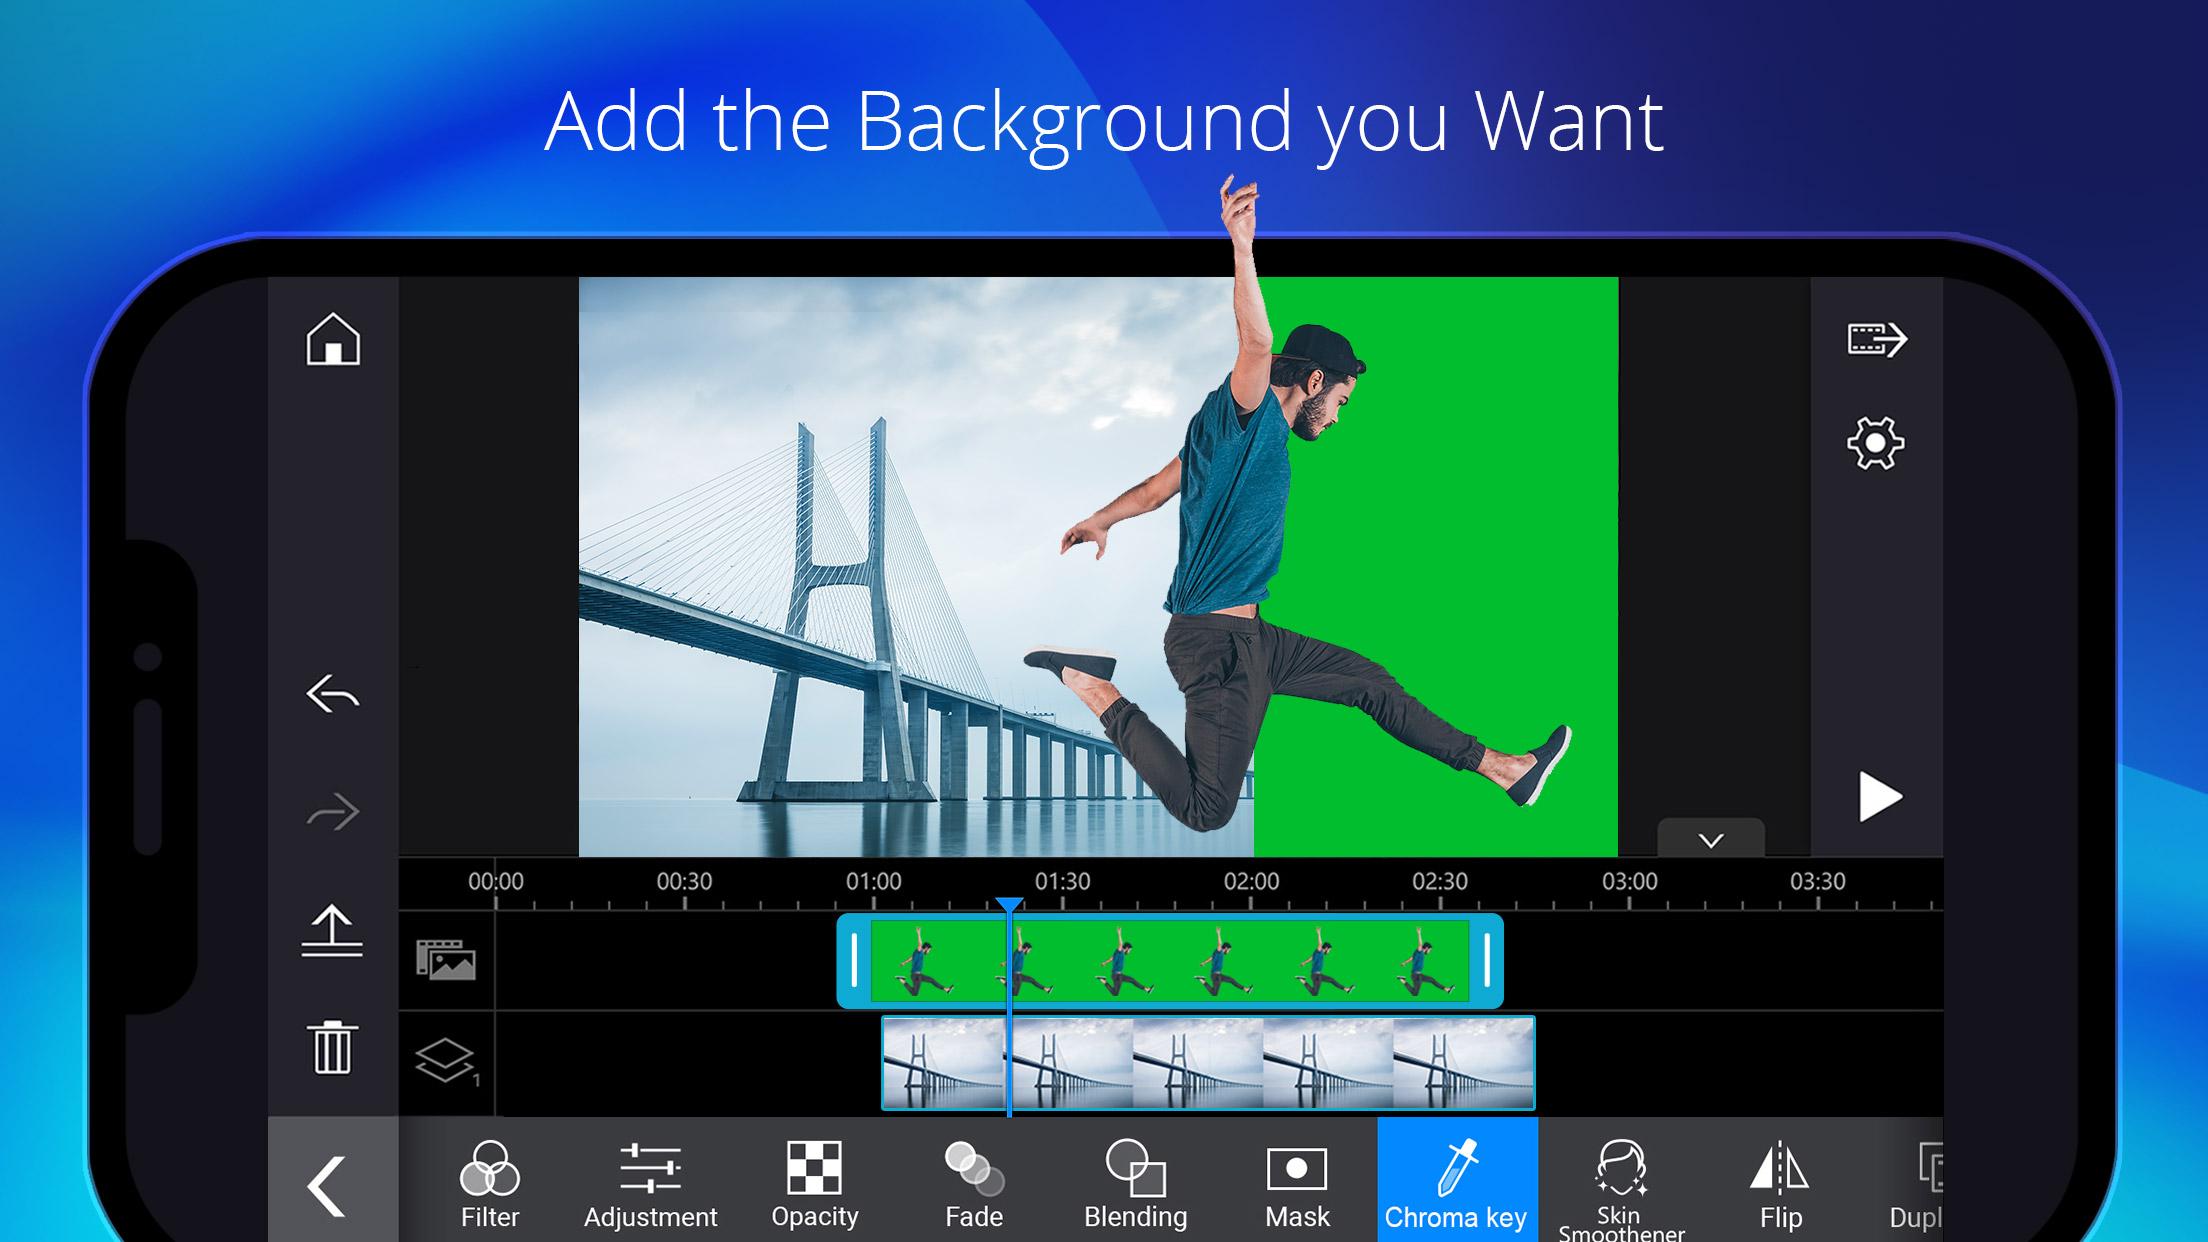 Add the Background you Want
00:00 00:30 01:00 01:30 02:00 02:30 03:00 03:30
1
Filter Adjustment Opacity Fade Blending Mask Chroma key Skin Smoothener Flip Dupl